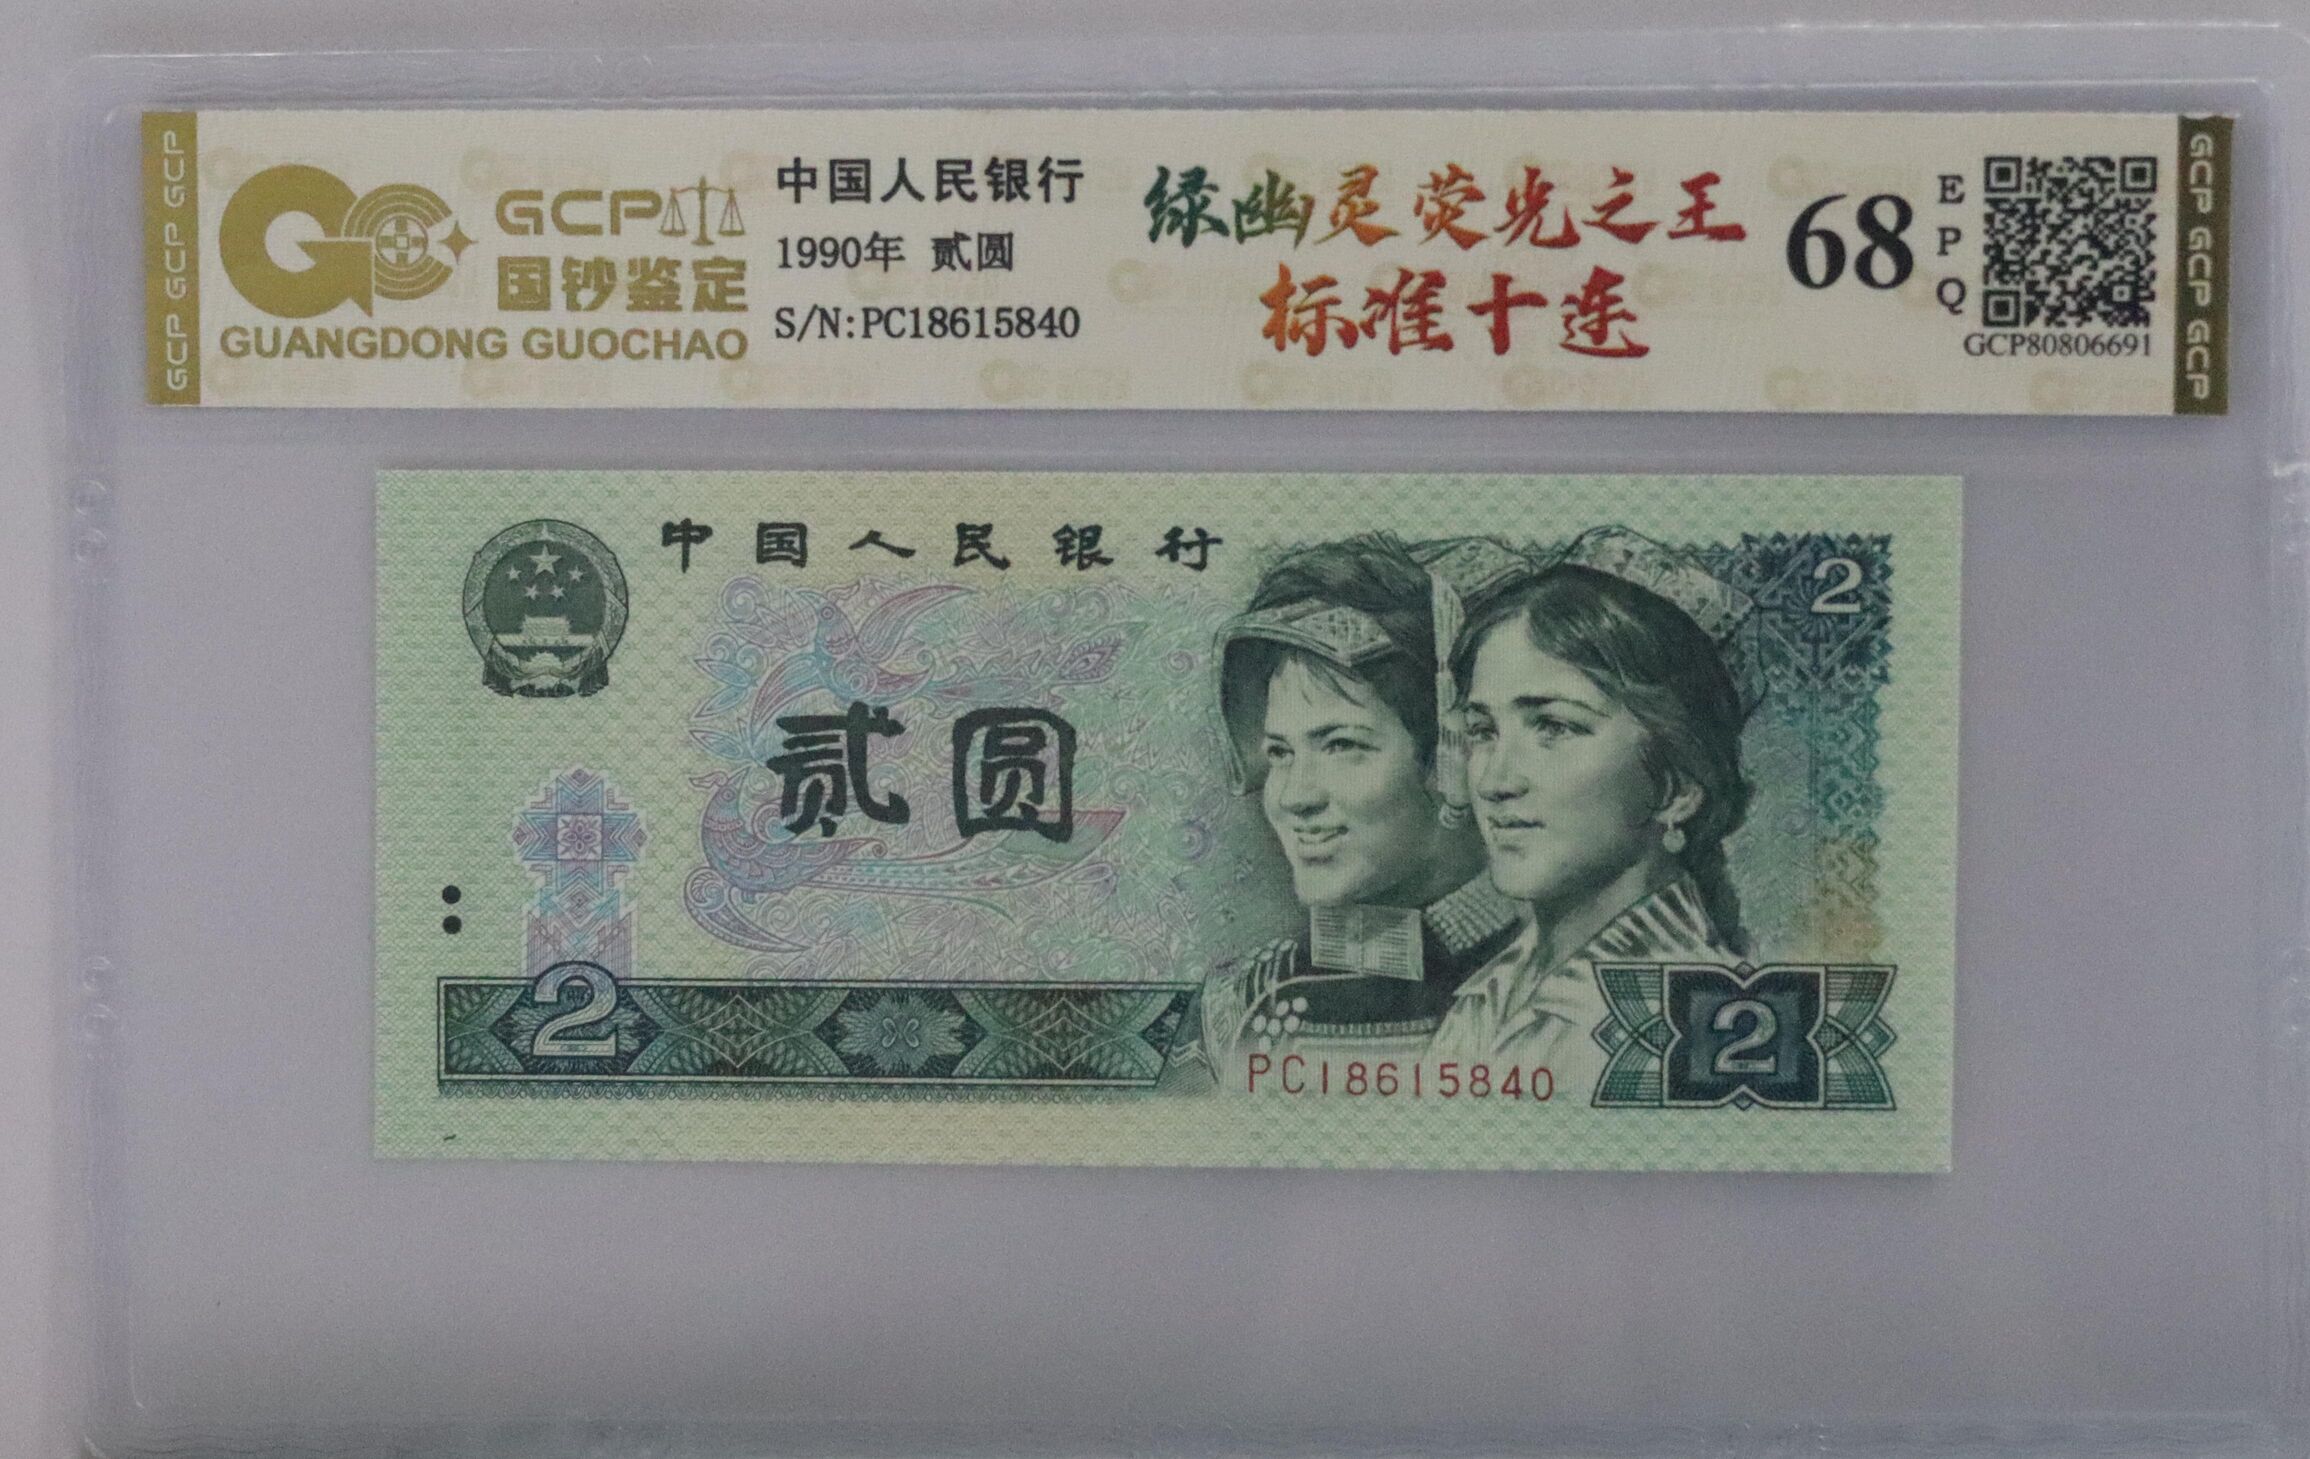 GCP GCP GCP
GCP
国钞鉴定
GUANGDONG GUOCHAO
中国人民银行
1990年 贰圆
S/N:PC18615840
绿幽灵荧光之王
标准十连
68
EPQ
GCP80806691
GCP GCP GCP
中国人民银行
2
贰圆
2
PC18615840
2